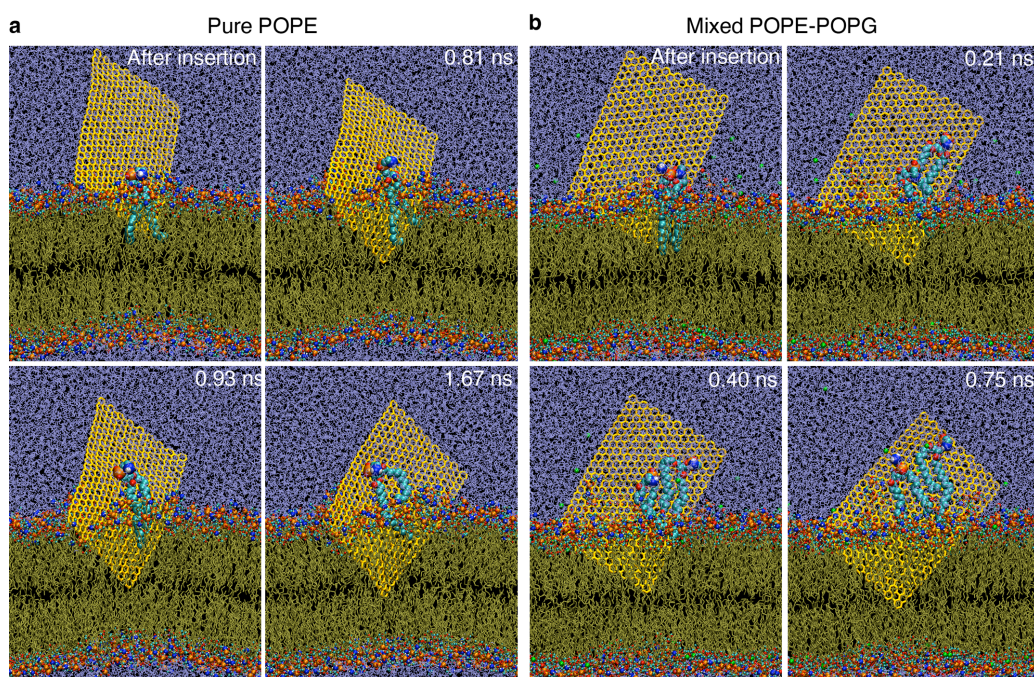 a Pure POPE
b Mixed POPE-POPG
After insertion
0.81 ns
After insertion
0.21 ns
0.93 ns
1.67 ns
0.40 ns
0.75 ns